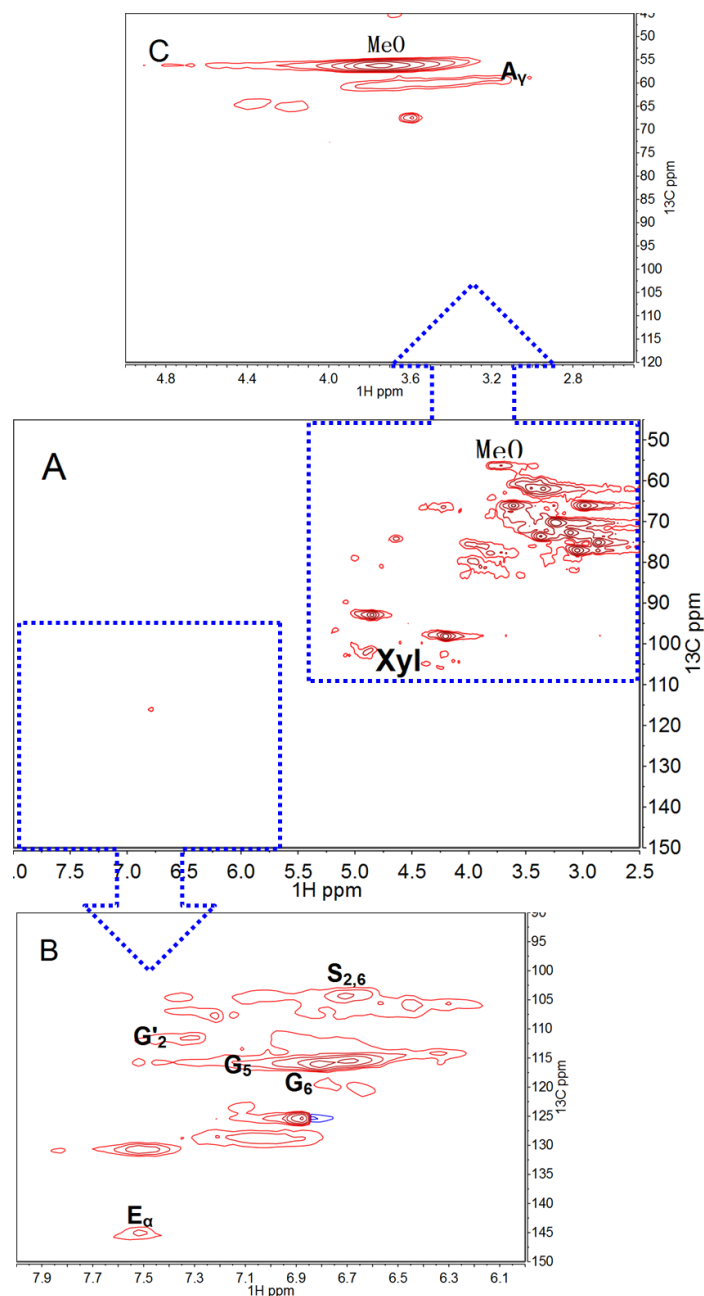 C
MeO
Aγ
45
50
55
60
65
70
75
80
85
90
95
100
105
110
115
120
13C ppm
4.8 4.4 4.0 3.6 3.2 2.8
1H ppm
A
MeO
Xyl
50
60
70
80
90
100
110
120
130
140
150
13C ppm
.0 7.5 7.0 6.5 6.0 5.5 5.0 4.5 4.0 3.5 3.0 2.5
1H ppm
B
S2,6
G'2
G5
G6
Eα
90
95
100
105
110
115
120
125
130
135
140
145
150
13C ppm
7.9 7.7 7.5 7.3 7.1 6.9 6.7 6.5 6.3 6.1
1H ppm